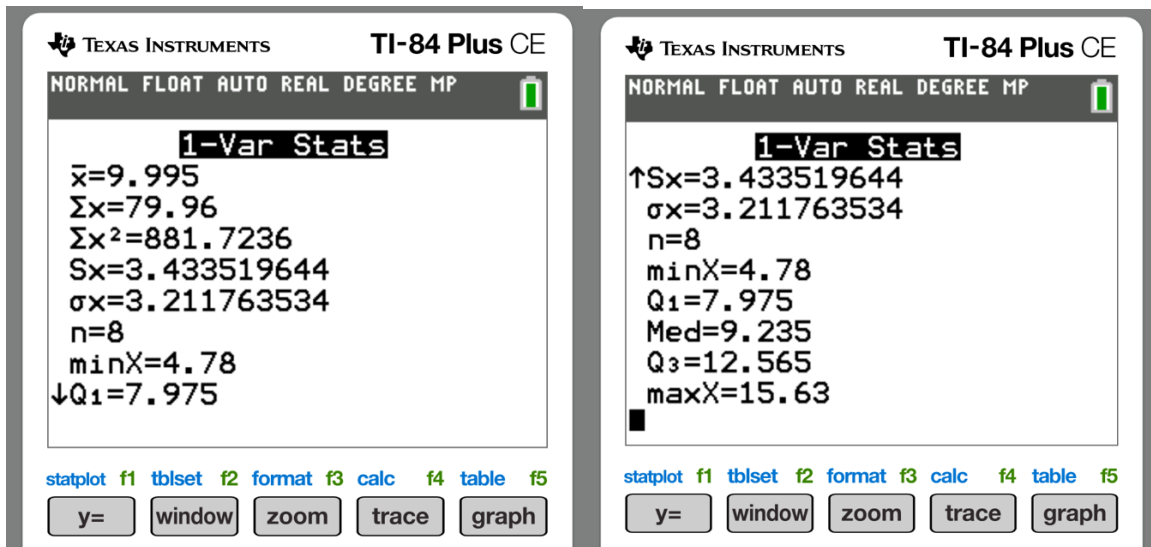 TEXAS INSTRUMENTS TI-84 Plus CE
NORMAL FLOAT AUTO REAL DEGREE MP
1-Var Stats
x̄=9.995
Σx=79.96
Σx²=881.7236
Sx=3.433519644
σx=3.211763534
n=8
minX=4.78
↓Q₁=7.975
statplot f1 tblset f2 format f3 calc f4 table f5
y= window zoom trace graph
TEXAS INSTRUMENTS TI-84 Plus CE
NORMAL FLOAT AUTO REAL DEGREE MP
1-Var Stats
↑Sx=3.433519644
σx=3.211763534
n=8
minX=4.78
Q₁=7.975
Med=9.235
Q₃=12.565
maxX=15.63
statplot f1 tblset f2 format f3 calc f4 table f5
y= window zoom trace graph